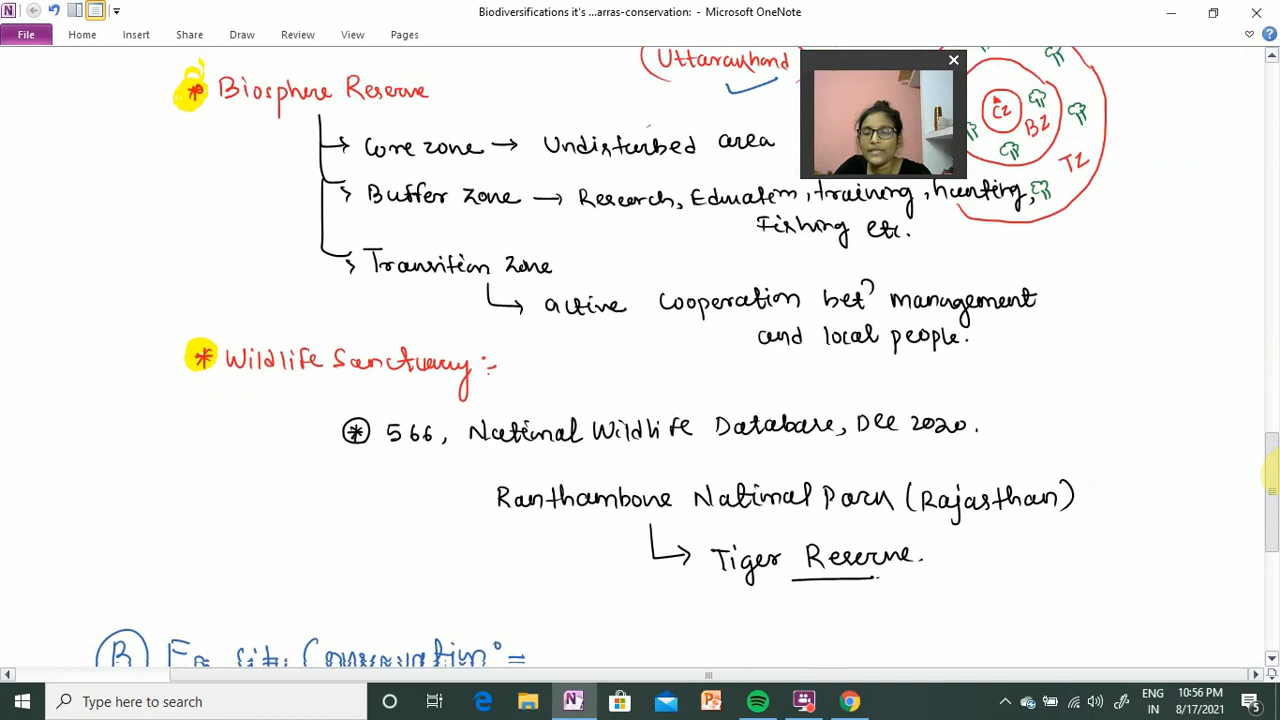 Biodiversifications it's ...arras-conservation: - Microsoft OneNote
File Home Insert Share Draw Review View Pages
Uttarakhand
* Biosphere Reserve
CZ
BZ
TZ
Core zone → Undisturbed area
Buffer zone → Research, Education, training, hunting,
Fishing etc.
Transition zone
active cooperation betn management
and local people.
* Wildlife Sanctuary :-
* 566, National Wildlife Database, Dec 2020.
Ranthambore National Park (Rajasthan)
Tiger Reserve.
B Ex situ Conservation :=
Type here to search
ENG
IN
10:56 PM
8/17/2021
5